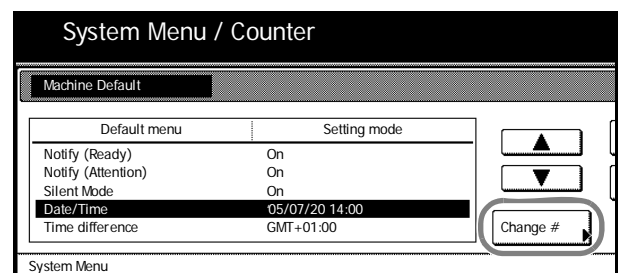 System Menu / Counter
Machine Default
Default menu Setting mode
Notify (Ready) On
Notify (Attention) On
Silent Mode On
Date/Time '05/07/20 14:00
Time difference GMT+01:00
Change #
System Menu